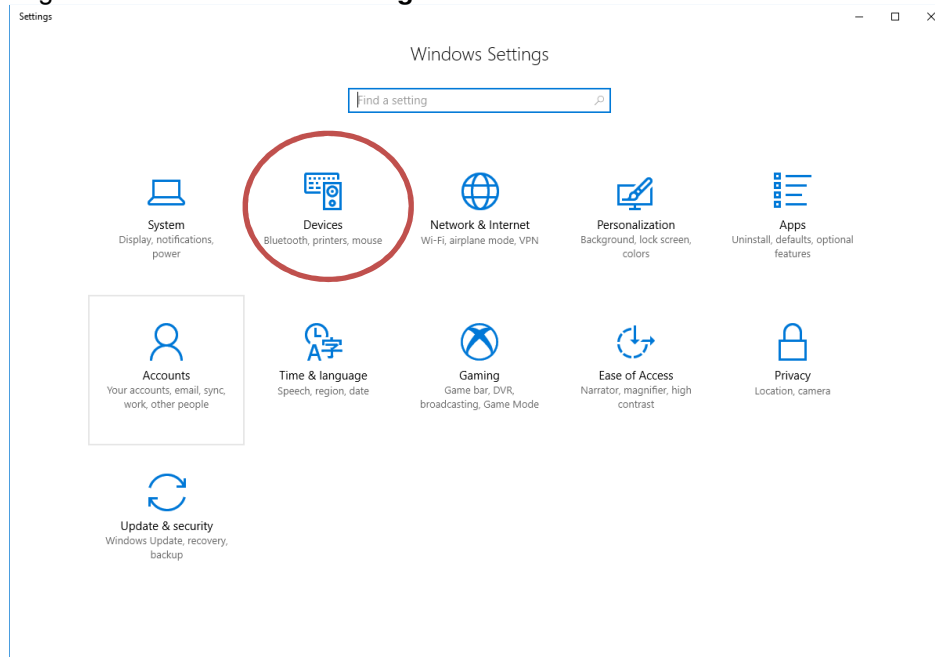 Settings
Windows Settings
Find a setting
System
Display, notifications,
power
Devices
Bluetooth, printers, mouse
Network & Internet
Wi-Fi, airplane mode, VPN
Personalization
Background, lock screen,
colors
Apps
Uninstall, defaults, optional
features
Accounts
Your accounts, email, sync,
work, other people
Time & language
Speech, region, date
Gaming
Game bar, DVR,
broadcasting, Game Mode
Ease of Access
Narrator, magnifier, high
contrast
Privacy
Location, camera
Update & security
Windows Update, recovery,
backup